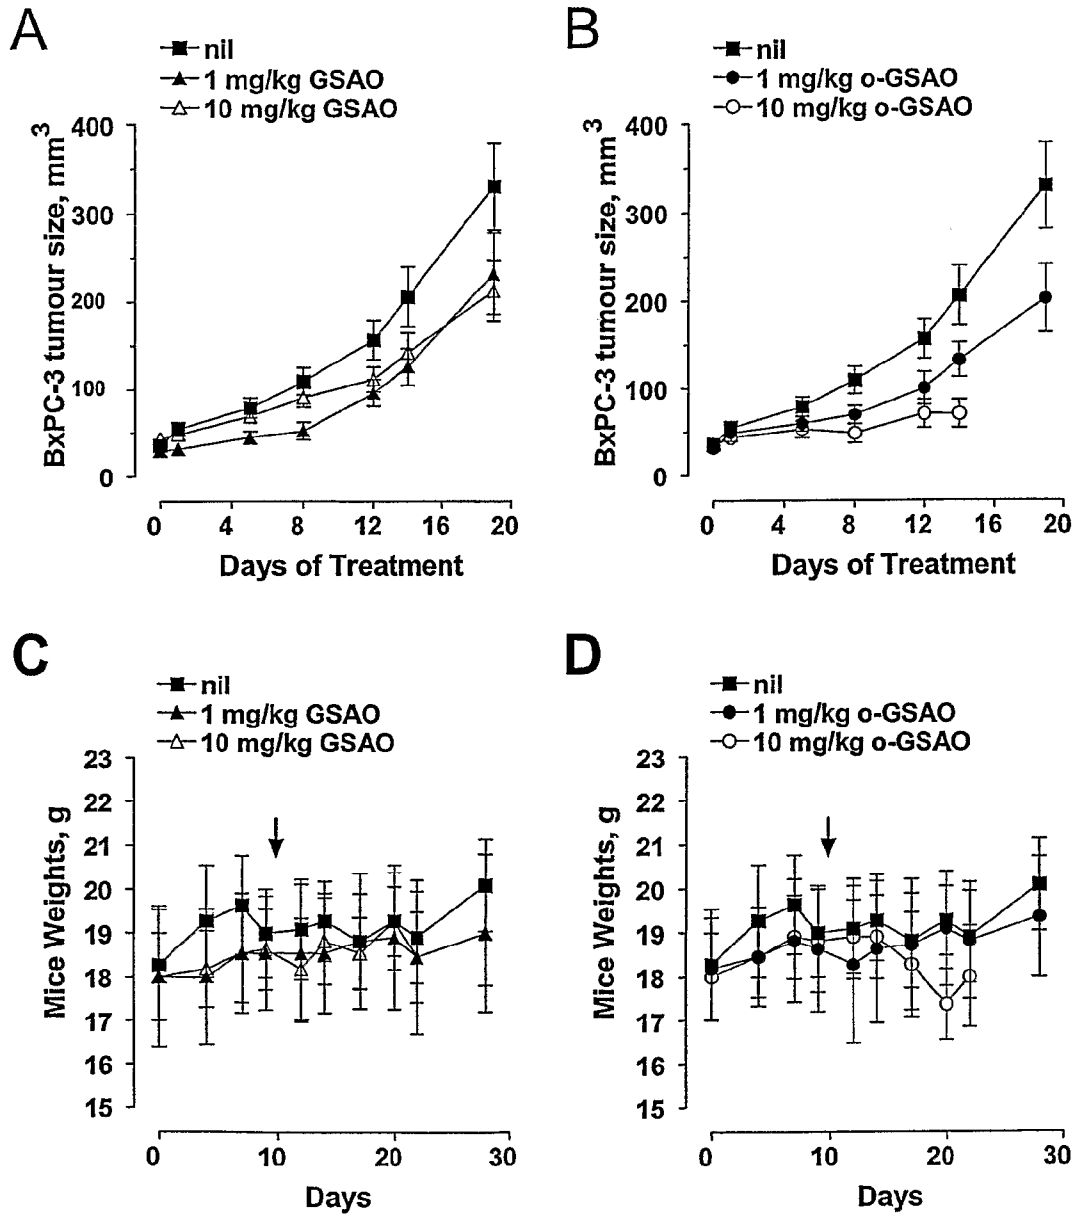 A
nil
1 mg/kg GSAO
10 mg/kg GSAO
BxPC-3 tumour size, mm³
400
300
200
100
0
0 4 8 12 16 20
Days of Treatment
B
nil
1 mg/kg o-GSAO
10 mg/kg o-GSAO
BxPC-3 tumour size, mm³
400
300
200
100
0
0 4 8 12 16 20
Days of Treatment
C
nil
1 mg/kg GSAO
10 mg/kg GSAO
Mice Weights, g
23
22
21
20
19
18
17
16
15
0 10 20 30
Days
D
nil
1 mg/kg o-GSAO
10 mg/kg o-GSAO
Mice Weights, g
23
22
21
20
19
18
17
16
15
0 10 20 30
Days